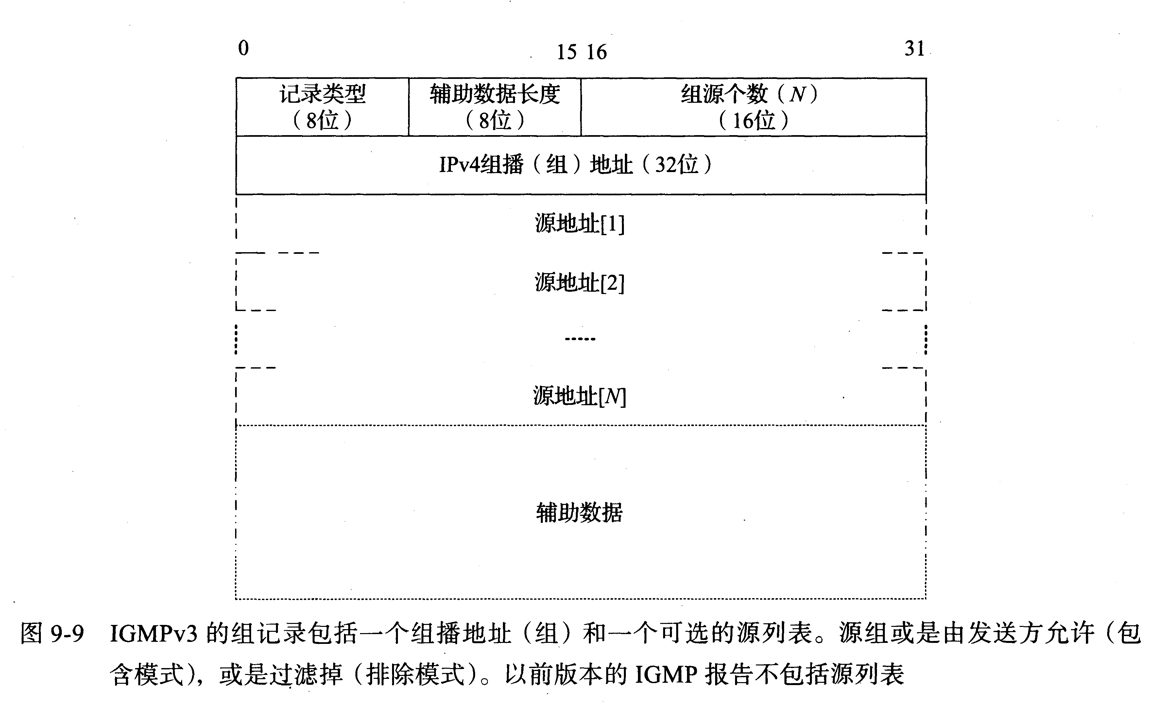 0 15 16 31
记录类型 辅助数据长度 组源个数（N）
（8位） （8位） （16位）
IPv4组播（组）地址（32位）
源地址[1]
源地址[2]
.....
源地址[N]
辅助数据
图 9-9 IGMPv3 的组记录包括一个组播地址（组）和一个可选的源列表。源组或是由发送方允许（包
含模式），或是过滤掉（排除模式）。以前版本的 IGMP 报告不包括源列表